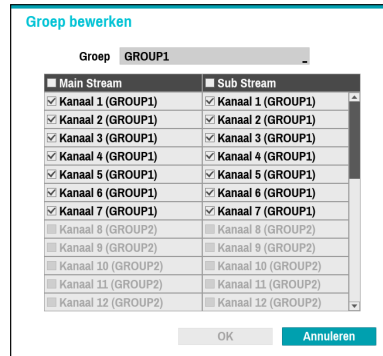 Groep bewerken
Groep GROUP1
Main Stream Sub Stream
Kanaal 1 (GROUP1) Kanaal 1 (GROUP1)
Kanaal 2 (GROUP1) Kanaal 2 (GROUP1)
Kanaal 3 (GROUP1) Kanaal 3 (GROUP1)
Kanaal 4 (GROUP1) Kanaal 4 (GROUP1)
Kanaal 5 (GROUP1) Kanaal 5 (GROUP1)
Kanaal 6 (GROUP1) Kanaal 6 (GROUP1)
Kanaal 7 (GROUP1) Kanaal 7 (GROUP1)
Kanaal 8 (GROUP2) Kanaal 8 (GROUP2)
Kanaal 9 (GROUP2) Kanaal 9 (GROUP2)
Kanaal 10 (GROUP2) Kanaal 10 (GROUP2)
Kanaal 11 (GROUP2) Kanaal 11 (GROUP2)
Kanaal 12 (GROUP2) Kanaal 12 (GROUP2)
OK Annuleren